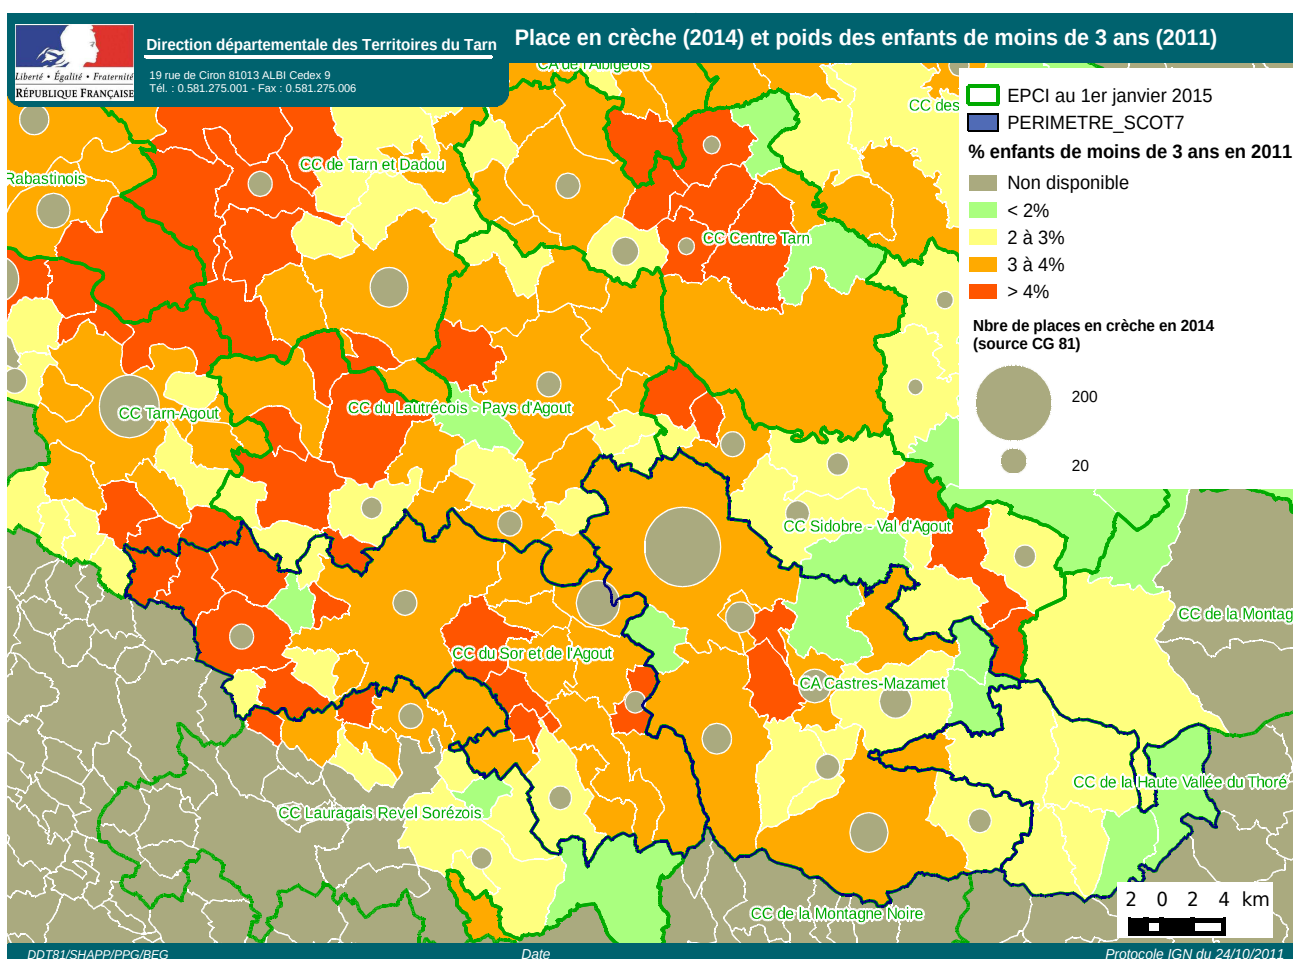 Liberté • Égalité • Fraternité
RÉPUBLIQUE FRANÇAISE
Direction départementale des Territoires du Tarn
19 rue de Ciron 81013 ALBI Cedex 9
Tél. : 0.581.275.001 - Fax : 0.581.275.006
Place en crèche (2014) et poids des enfants de moins de 3 ans (2011)
CA de l'Albigeois
CC des
EPCI au 1er janvier 2015
PERIMETRE_SCOT7
% enfants de moins de 3 ans en 2011
Non disponible
< 2%
2 à 3%
3 à 4%
> 4%
Nbre de places en crèche en 2014
(source CG 81)
200
20
CC de Tarn et Dadou
Rabastinois
CC Centre Tarn
CC Tarn-Agout
CC du Lautrécois - Pays d'Agout
CC Sidobre - Val d'Agout
CC de la Montag
CC du Sor et de l'Agout
CA Castres-Mazamet
CC de la Haute Vallée du Thoré
CC Lauragais Revel Sorézois
CC de la Montagne Noire
2 0 2 4 km
DDT81/SHAPP/PPG/BEG
Date
Protocole IGN du 24/10/2011